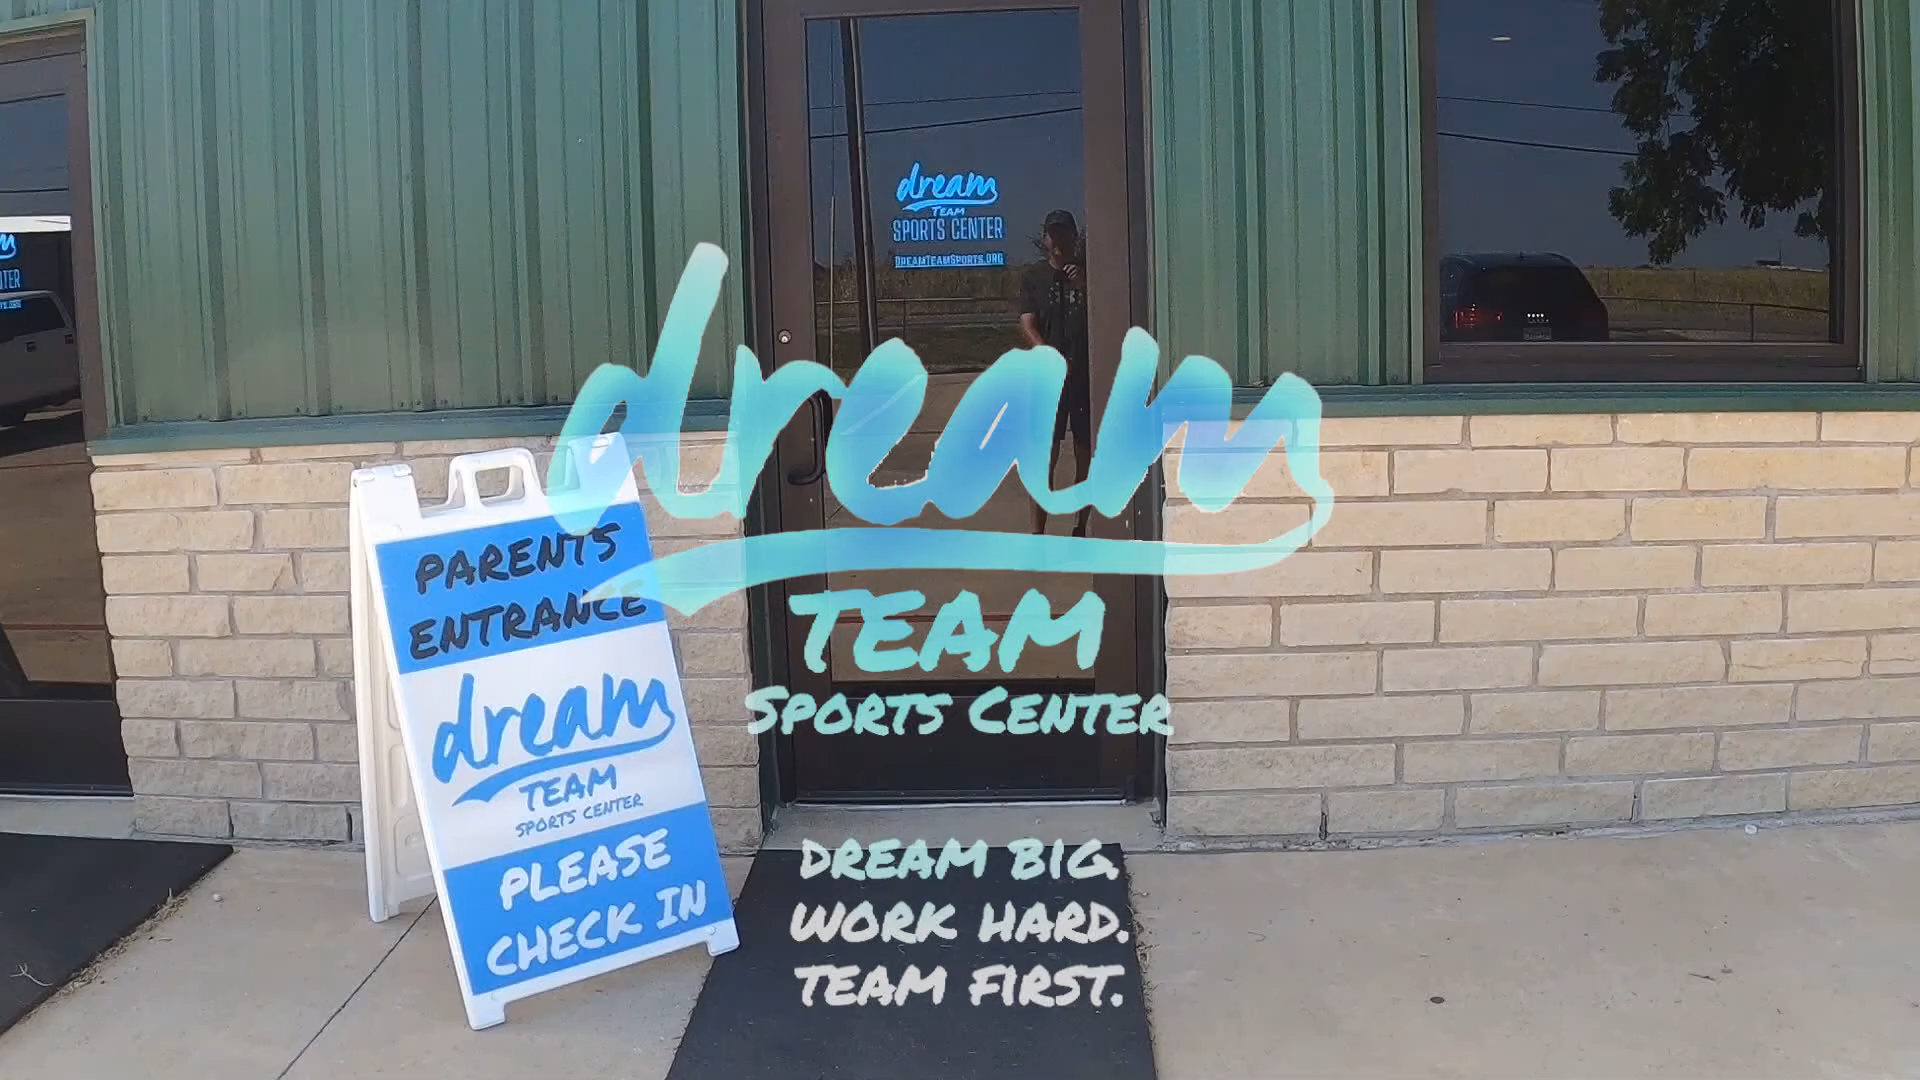 dream
TEAM
SPORTS CENTER
DREAMTEAMSPORTS.ORG
dream
TEAM
SPORTS CENTER
DREAM BIG.
WORK HARD.
TEAM FIRST.
PARENTS
ENTRANCE
dream
TEAM
SPORTS CENTER
PLEASE
CHECK IN